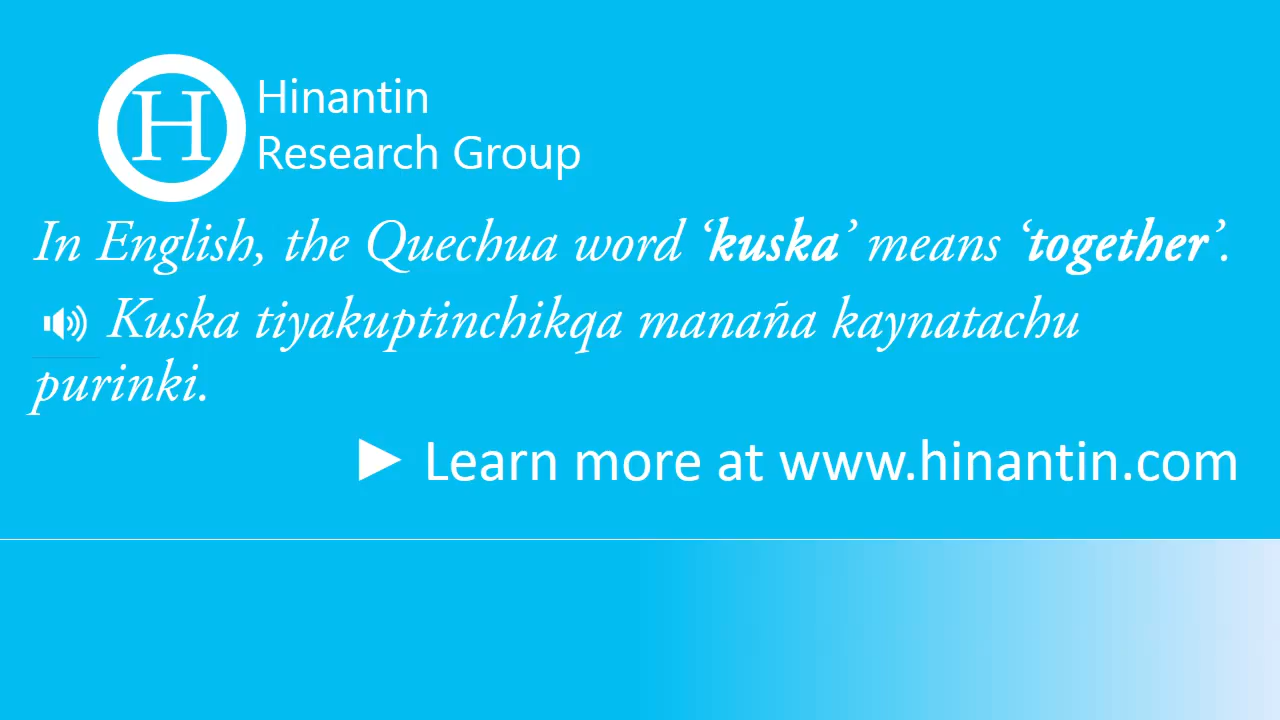 H
Hinantin
Research Group
In English, the Quechua word ‘kuska’ means ‘together’.
Kuska tiyakuptinchikqa manaña kaynatachu
purinki.
► Learn more at www.hinantin.com